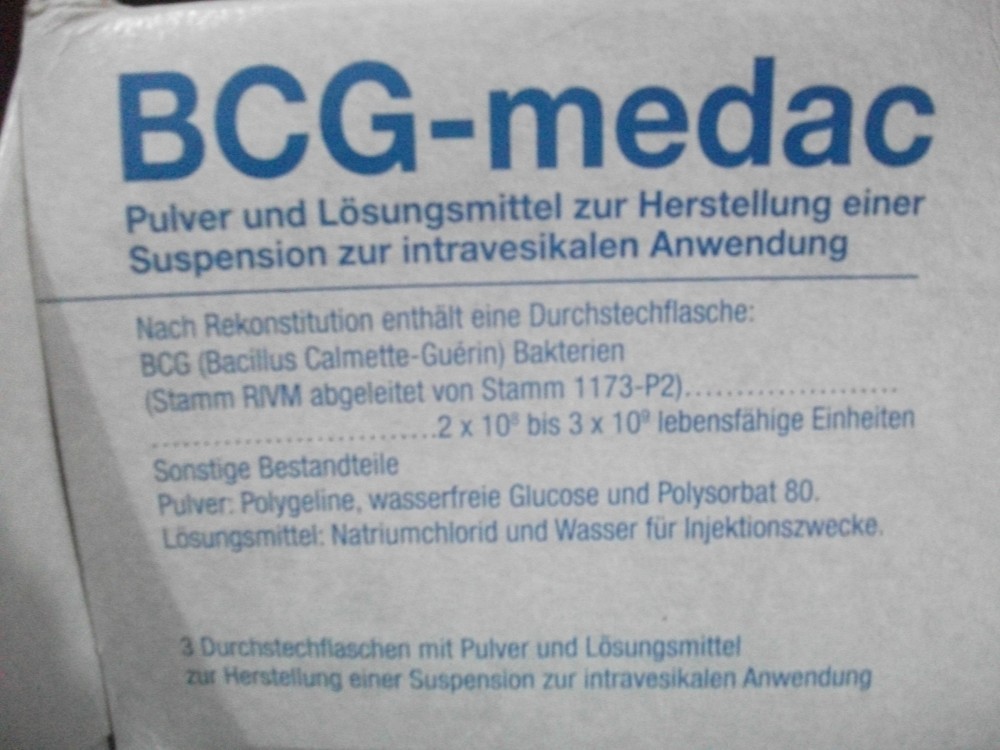 BCG-medac
Pulver und Lösungsmittel zur Herstellung einer
Suspension zur intravesikalen Anwendung
Nach Rekonstitution enthält eine Durchstechflasche:
BCG (Bacillus Calmette-Guérin) Bakterien
(Stamm RIVM abgeleitet von Stamm 1173-P2).....................
............................2 x 10⁸ bis 3 x 10⁹ lebensfähige Einheiten
Sonstige Bestandteile
Pulver: Polygeline, wasserfreie Glucose und Polysorbat 80.
Lösungsmittel: Natriumchlorid und Wasser für Injektionszwecke.
3 Durchstechflaschen mit Pulver und Lösungsmittel
zur Herstellung einer Suspension zur intravesikalen Anwendung